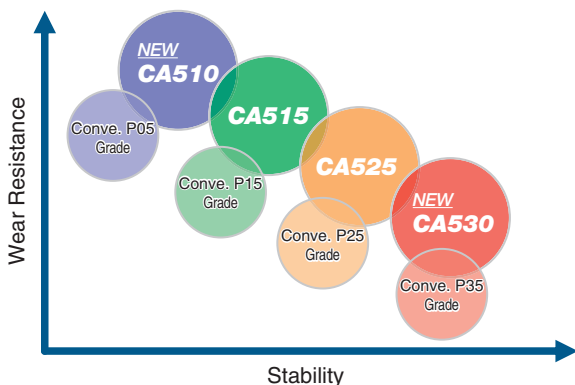 NEW
CA510
CA515
CA525
NEW
CA530
Conve. P05
Grade
Conve. P15
Grade
Conve. P25
Grade
Conve. P35
Grade
Wear Resistance
Stability